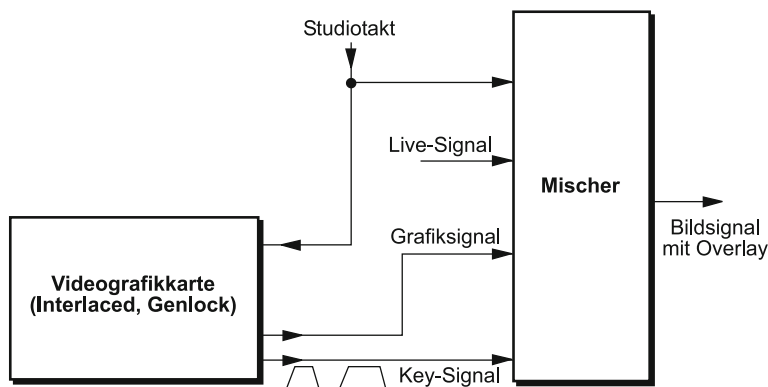 Studiotakt
Live-Signal
Mischer
Grafiksignal
Bildsignal
mit Overlay
Videografikkarte
(Interlaced, Genlock)
Key-Signal